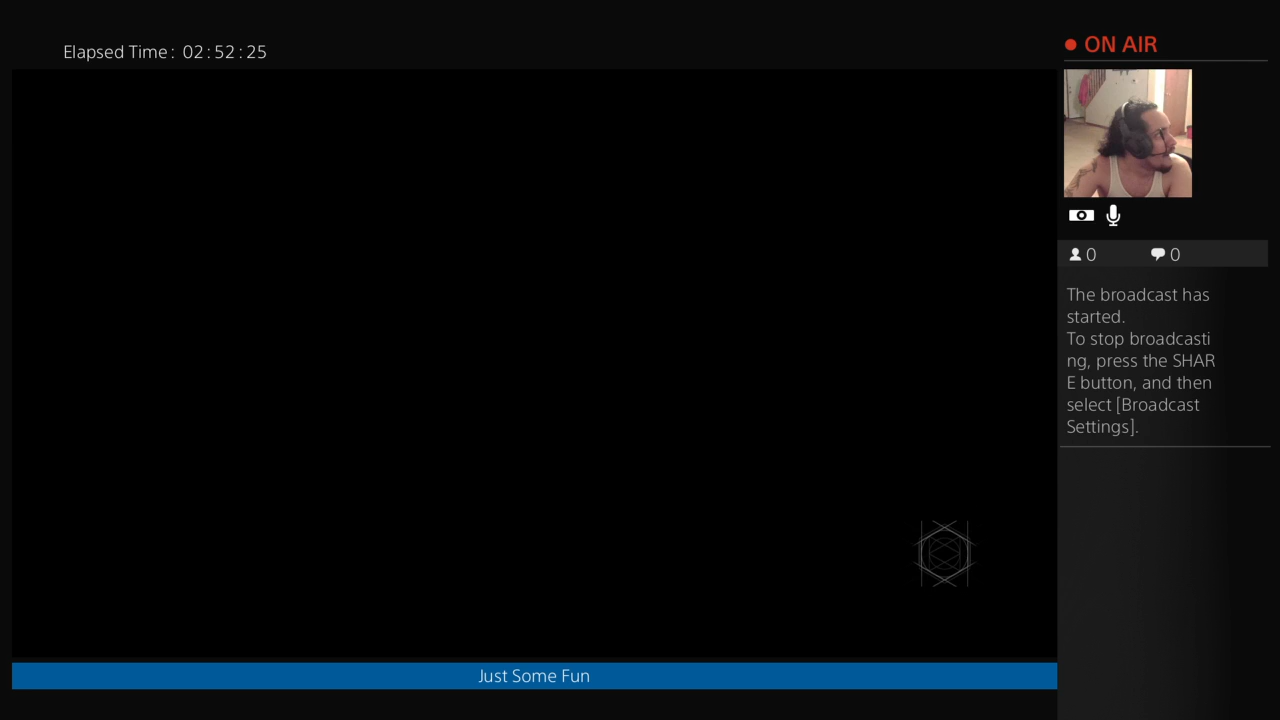 Elapsed Time: 02:52:25
ON AIR
0 0
The broadcast has
started.
To stop broadcasti
ng, press the SHAR
E button, and then
select [Broadcast
Settings].
Just Some Fun